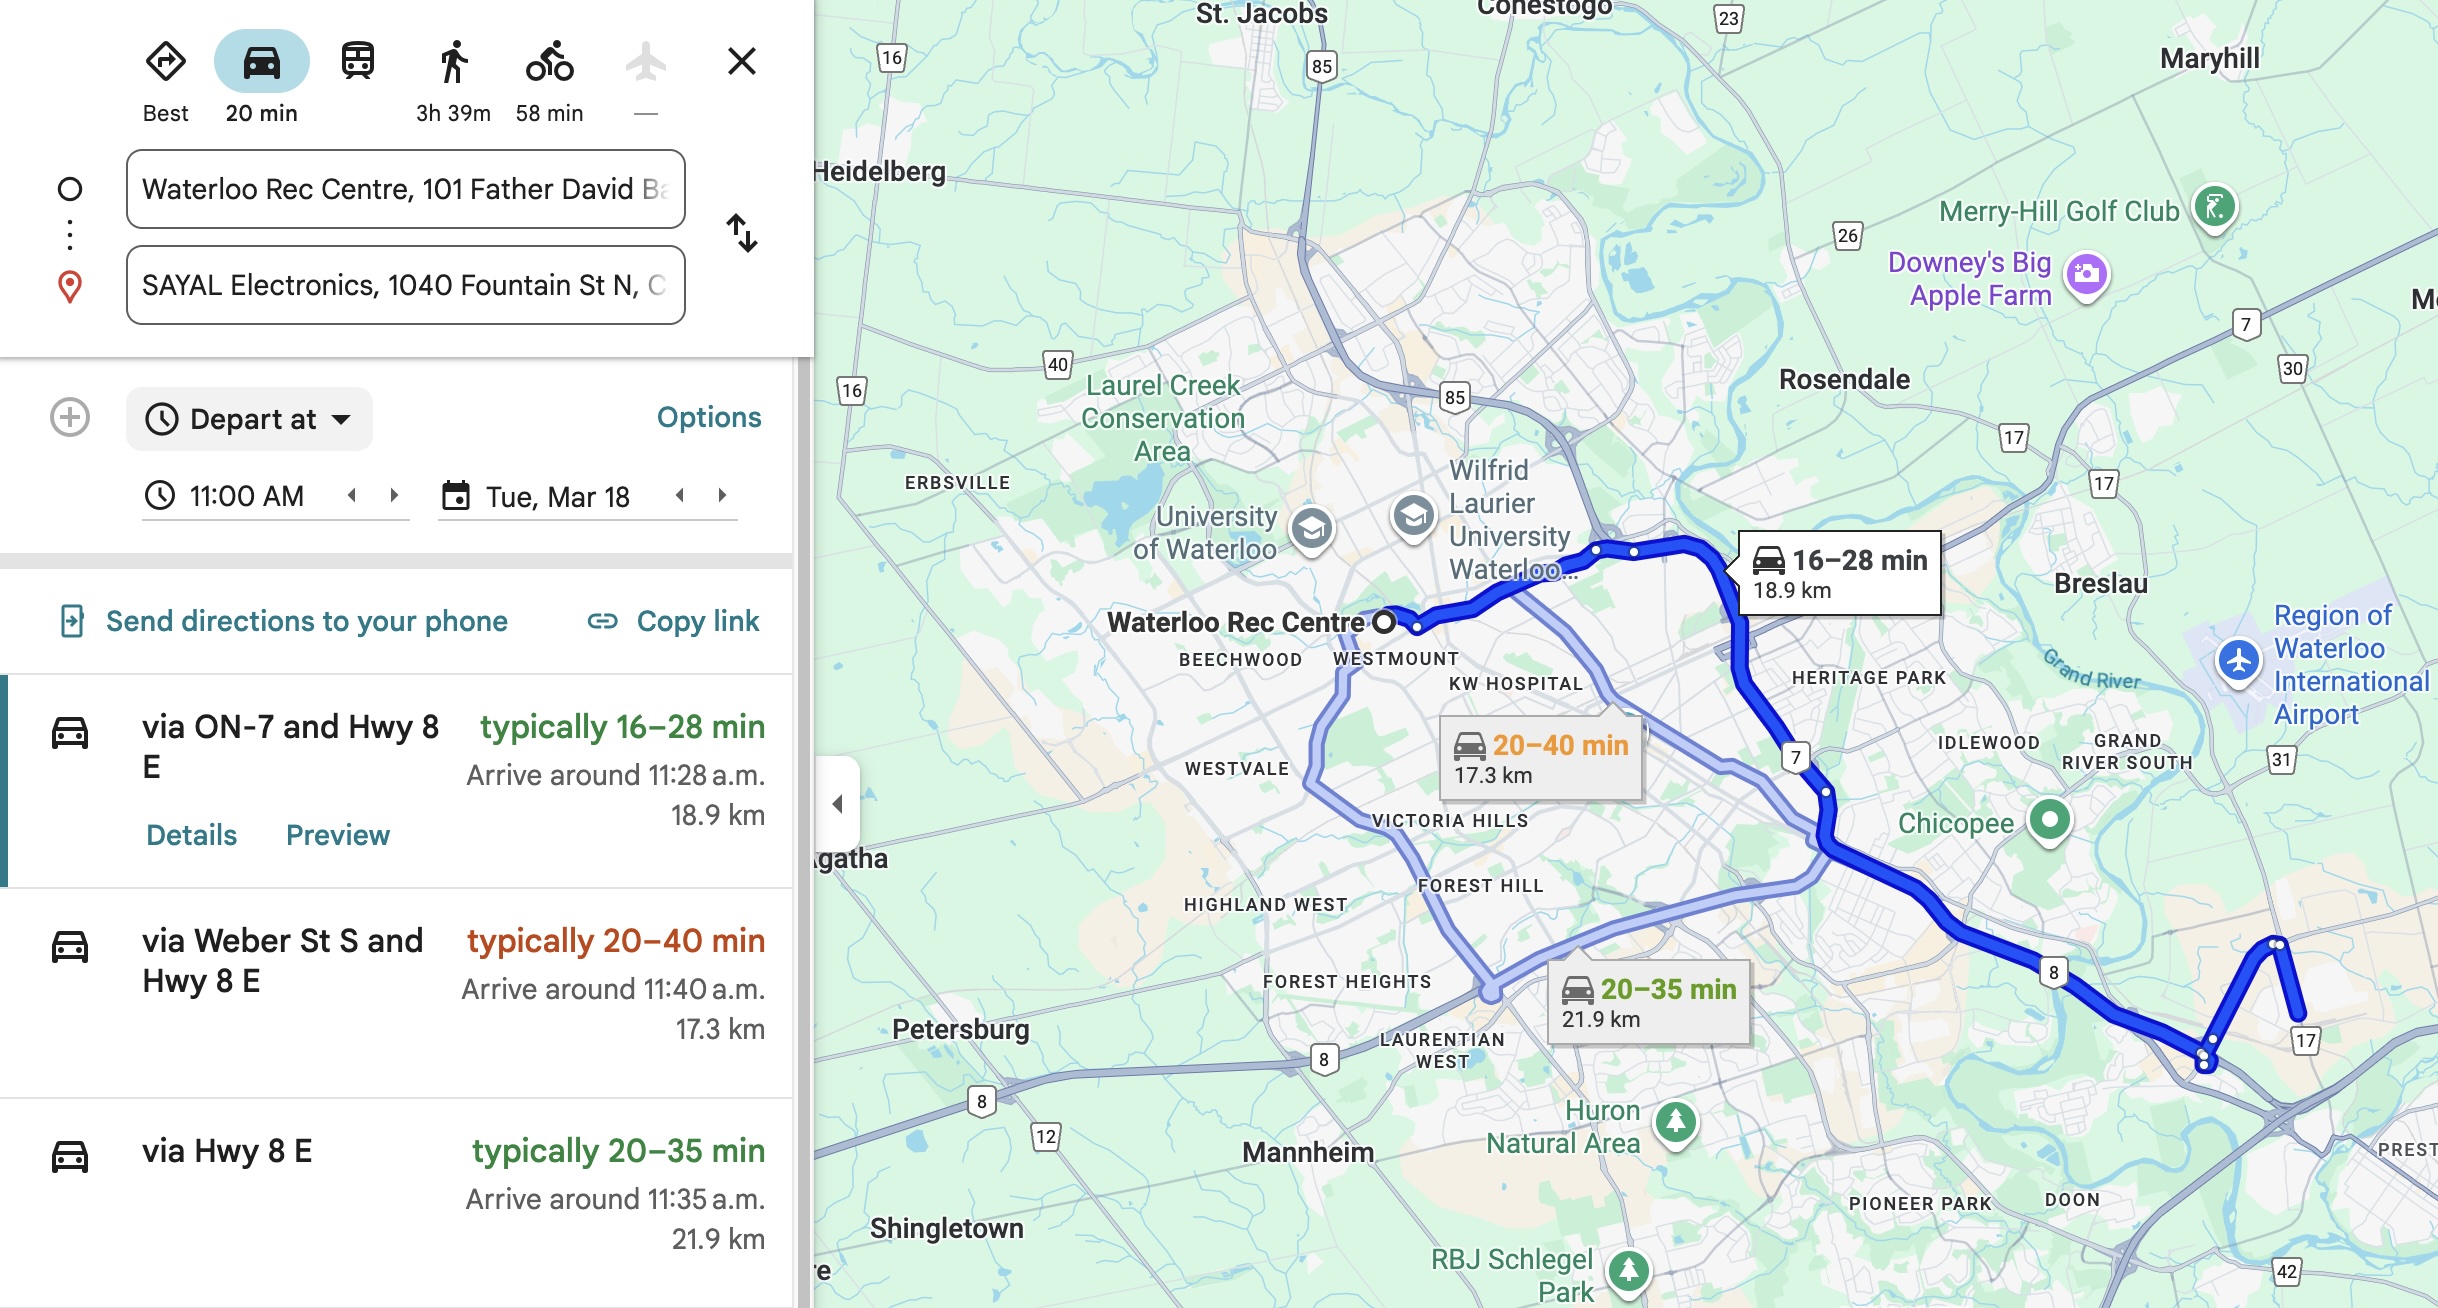 Best
20 min
3h 39m
58 min
—
Waterloo Rec Centre, 101 Father David
SAYAL Electronics, 1040 Fountain St N,
Depart at
Options
11:00 AM
Tue, Mar 18
Send directions to your phone
Copy link
via ON-7 and Hwy 8
E
typically 16–28 min
Arrive around 11:28 a.m.
18.9 km
Details
Preview
via Weber St S and
Hwy 8 E
typically 20–40 min
Arrive around 11:40 a.m.
17.3 km
via Hwy 8 E
typically 20–35 min
Arrive around 11:35 a.m.
21.9 km
St. Jacobs
Conestogo
23
Maryhill
16
85
Heidelberg
Merry-Hill Golf Club
26
Downey's Big
Apple Farm
7
40
16
Laurel Creek
Conservation
Area
85
Rosendale
30
17
ERBSVILLE
17
Wilfrid
Laurier
University
Waterloo...
University
of Waterloo
16–28 min
18.9 km
Breslau
Region of
Waterloo
International
Airport
Waterloo Rec Centre
BEECHWOOD
WESTMOUNT
KW HOSPITAL
HERITAGE PARK
Grand River
20–40 min
17.3 km
7
IDLEWOOD
GRAND
RIVER SOUTH
31
WESTVALE
VICTORIA HILLS
Chicopee
Agatha
FOREST HILL
HIGHLAND WEST
FOREST HEIGHTS
8
20–35 min
21.9 km
Petersburg
LAURENTIAN
WEST
17
8
8
12
Mannheim
Huron
Natural Area
PREST
PIONEER PARK
DOON
Shingletown
RBJ Schlegel
Park
42